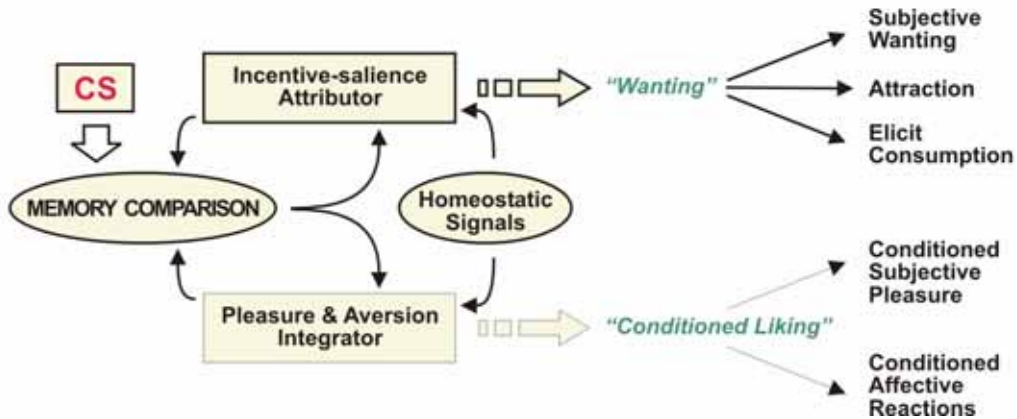 CS
Incentive-salience
Attributor
“Wanting”
Subjective
Wanting
Attraction
Elicit
Consumption
MEMORY COMPARISON
Homeostatic
Signals
Pleasure & Aversion
Integrator
“Conditioned Liking”
Conditioned
Subjective
Pleasure
Conditioned
Affective
Reactions